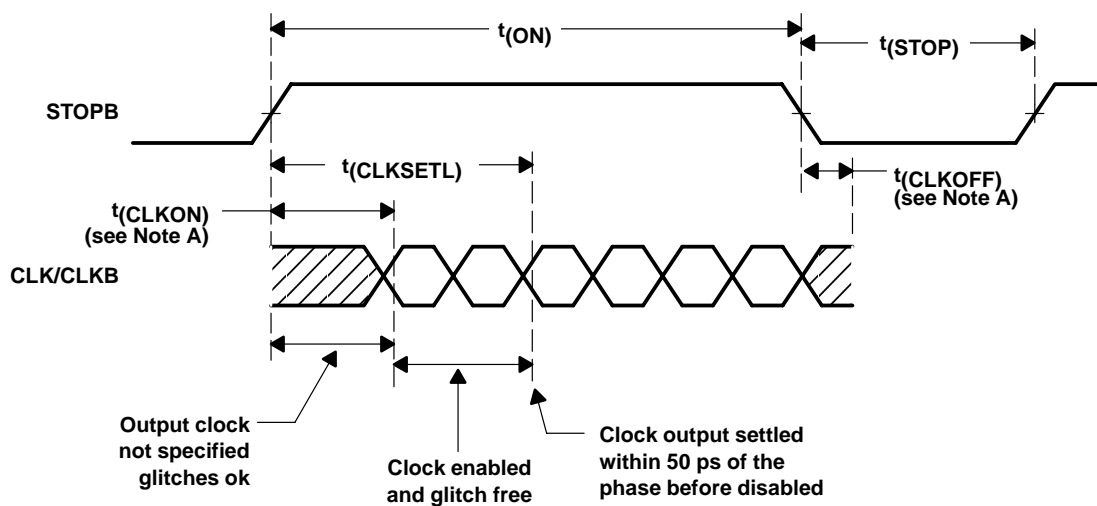 t(ON)
t(STOP)
STOPB
t(CLKSETL)
t(CLKOFF)
(see Note A)
t(CLKON)
(see Note A)
CLK/CLKB
Output clock
not specified
glitches ok
Clock enabled
and glitch free
Clock output settled
within 50 ps of the
phase before disabled